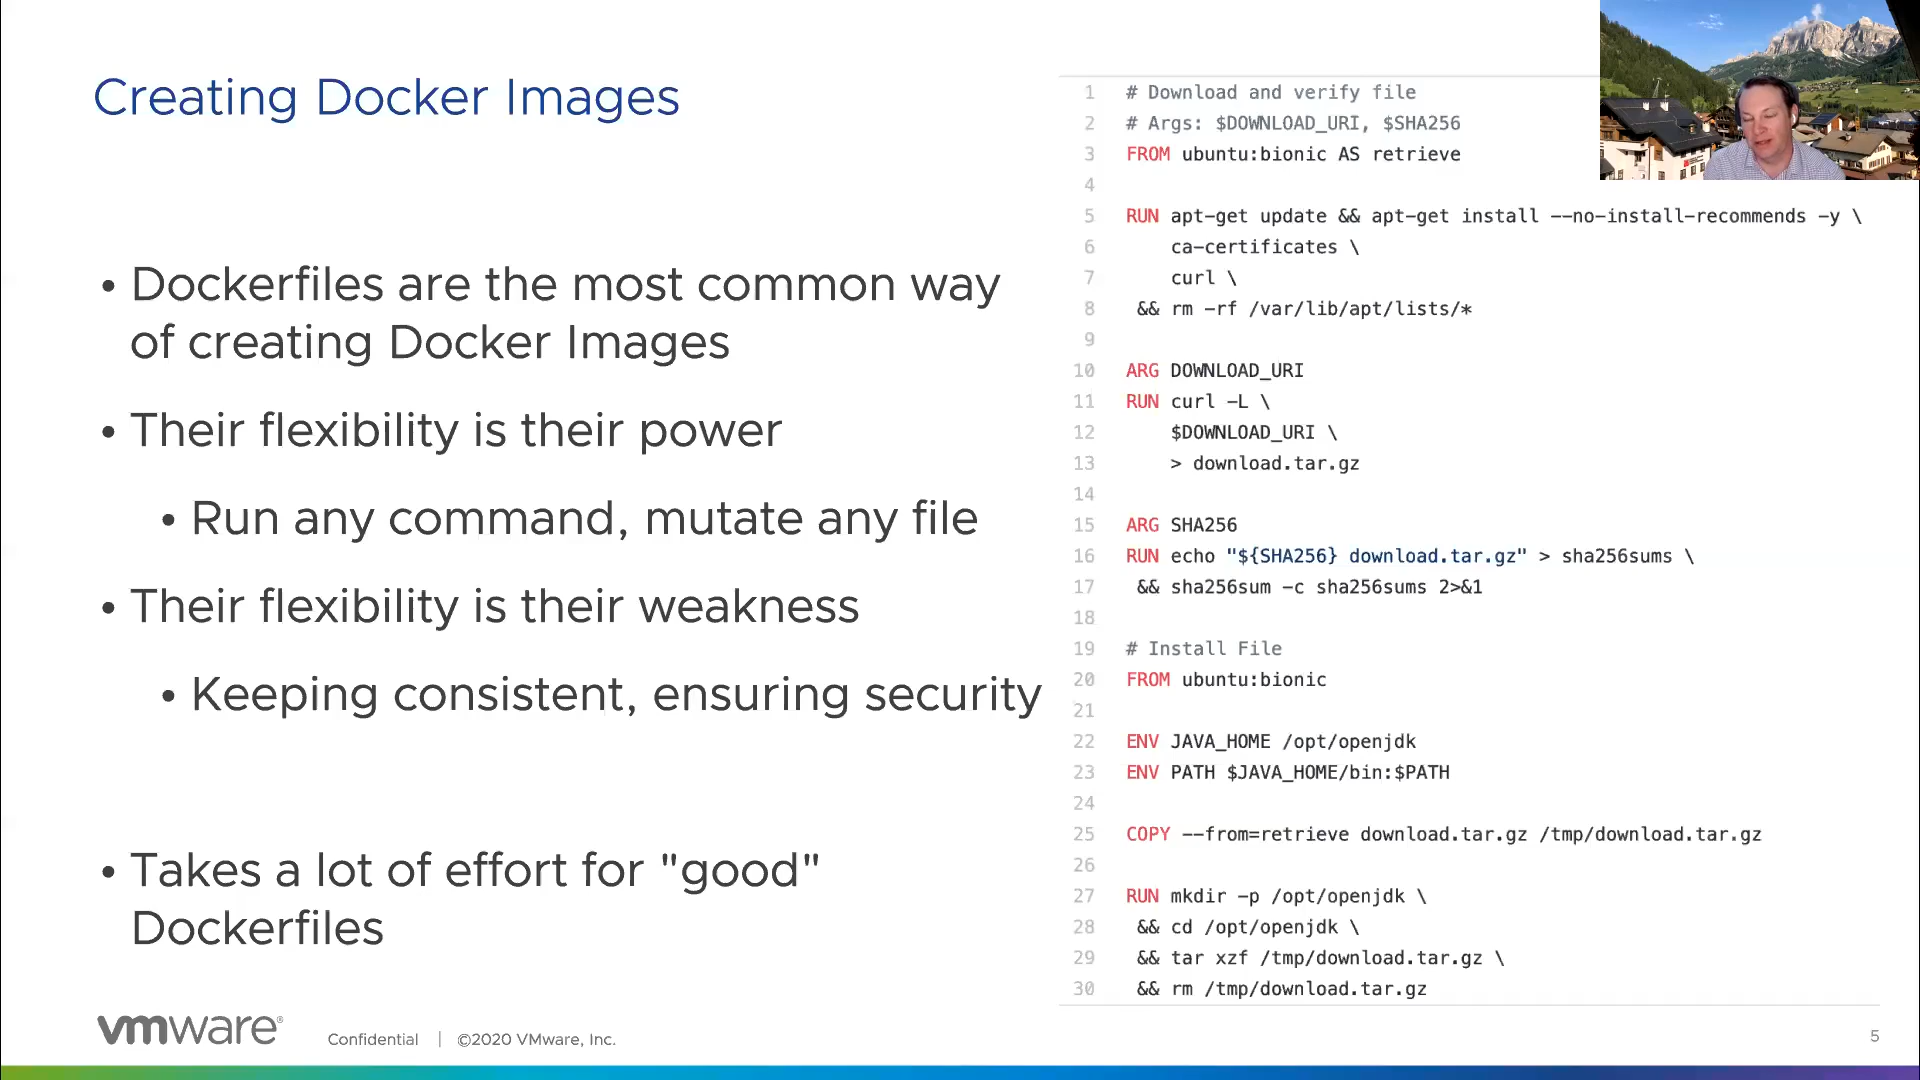 Creating Docker Images
• Dockerfiles are the most common way
of creating Docker Images
• Their flexibility is their power
• Run any command, mutate any file
• Their flexibility is their weakness
• Keeping consistent, ensuring security
• Takes a lot of effort for "good"
Dockerfiles
1 # Download and verify file
2 # Args: $DOWNLOAD_URI, $SHA256
3 FROM ubuntu:bionic AS retrieve
4
5 RUN apt-get update && apt-get install --no-install-recommends -y \
6 ca-certificates \
7 curl \
8 && rm -rf /var/lib/apt/lists/*
9
10 ARG DOWNLOAD_URI
11 RUN curl -L \
12 $DOWNLOAD_URI \
13 > download.tar.gz
14
15 ARG SHA256
16 RUN echo "${SHA256} download.tar.gz" > sha256sums \
17 && sha256sum -c sha256sums 2>&1
18
19 # Install File
20 FROM ubuntu:bionic
21
22 ENV JAVA_HOME /opt/openjdk
23 ENV PATH $JAVA_HOME/bin:$PATH
24
25 COPY --from=retrieve download.tar.gz /tmp/download.tar.gz
26
27 RUN mkdir -p /opt/openjdk \
28 && cd /opt/openjdk \
29 && tar xzf /tmp/download.tar.gz \
30 && rm /tmp/download.tar.gz
vmware® Confidential | ©2020 VMware, Inc. 5